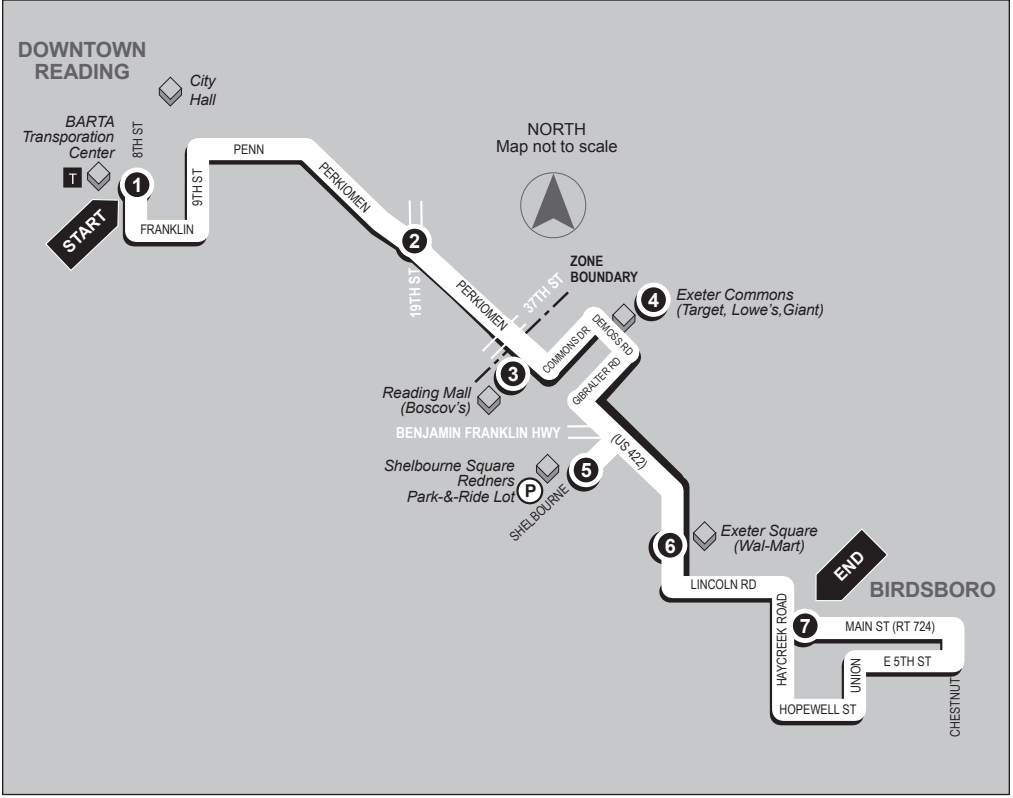 DOWNTOWN
READING
City
Hall
BARTA
Transporation
Center
T
8TH ST
1
START
FRANKLIN
9TH ST
PENN
PERKIOMEN
2
19TH ST
NORTH
Map not to scale
PERKIOMEN
37TH ST
ZONE
BOUNDARY
3
Reading Mall
(Boscov's)
COMMONS DR
DEMOSS RD
4
Exeter Commons
(Target, Lowe's,Giant)
GIBRALTER RD
BENJAMIN FRANKLIN HWY
(US 422)
Shelbourne Square
Redners
Park-&-Ride Lot
P
SHELBOURNE
5
6
Exeter Square
(Wal-Mart)
LINCOLN RD
END
BIRDSBORO
HAYCREEK ROAD
7
MAIN ST (RT 724)
E 5TH ST
UNION
HOPEWELL ST
CHESTNUT